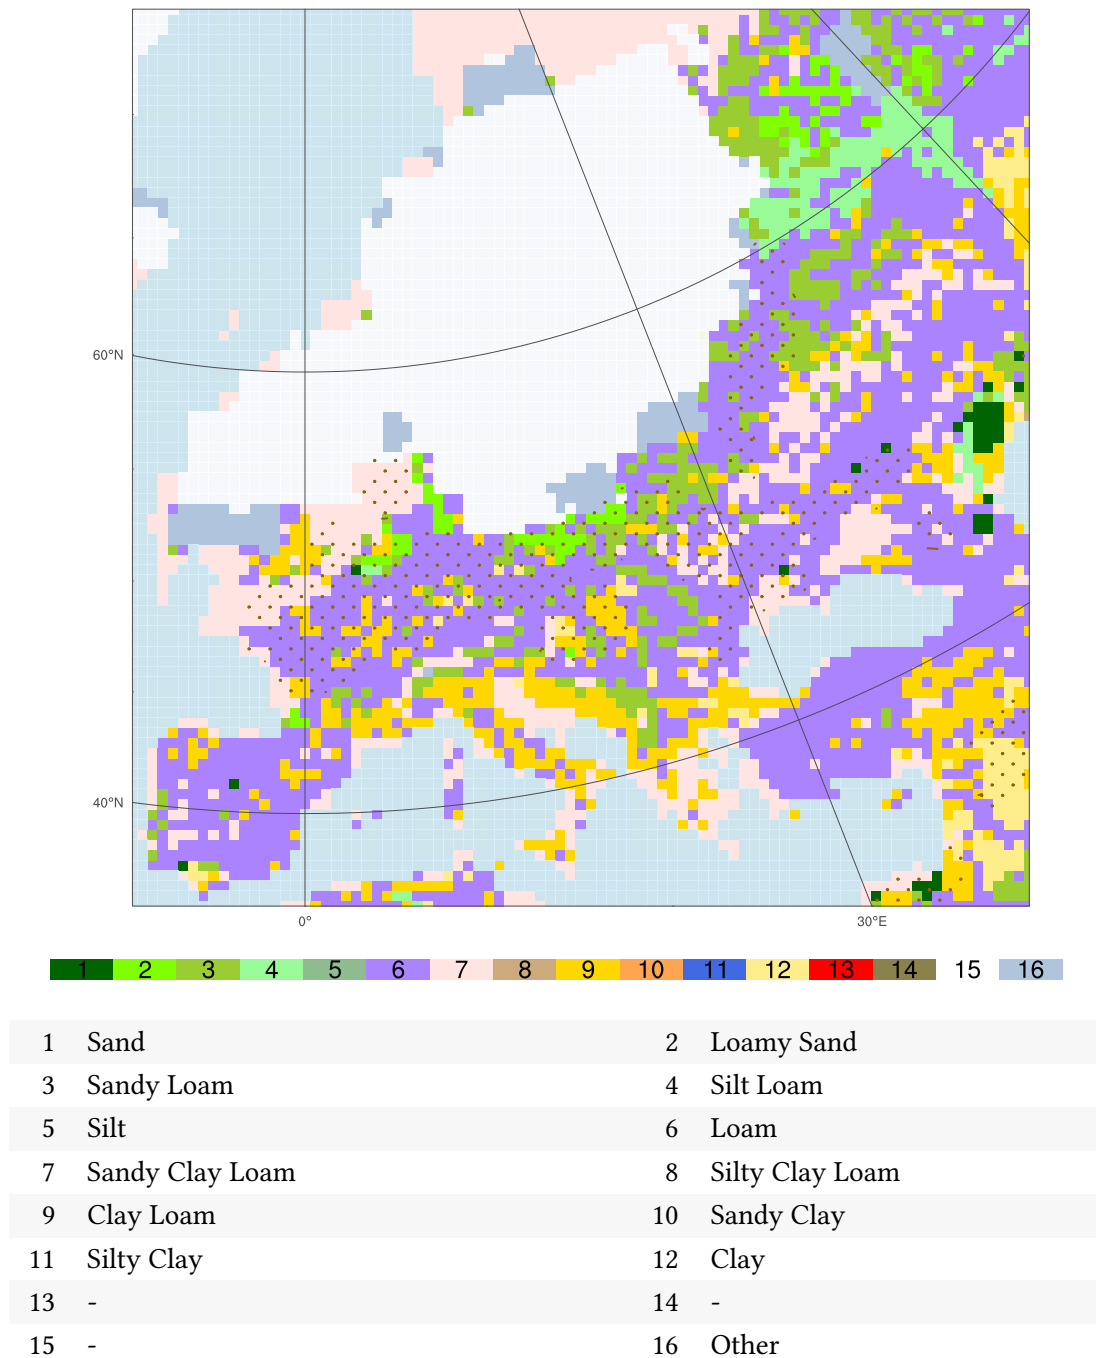 60°N
40°N
0° 30°E
1 2 3 4 5 6 7 8 9 10 11 12 13 14 15 16
1 Sand 2 Loamy Sand
3 Sandy Loam 4 Silt Loam
5 Silt 6 Loam
7 Sandy Clay Loam 8 Silty Clay Loam
9 Clay Loam 10 Sandy Clay
11 Silty Clay 12 Clay
13 - 14 -
15 - 16 Other